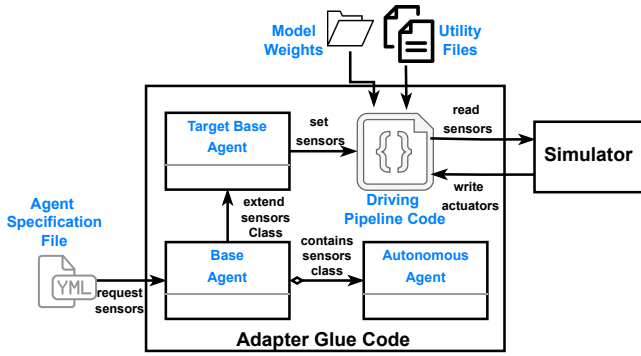 Model
Weights
Utility
Files
Target Base
Agent
set
sensors
{}
read
sensors
Simulator
write
actuators
Driving
Pipeline Code
extend
sensors
Class
Agent
Specification
File
YML
request
sensors
Base
Agent
contains
sensors
class
Autonomous
Agent
Adapter Glue Code